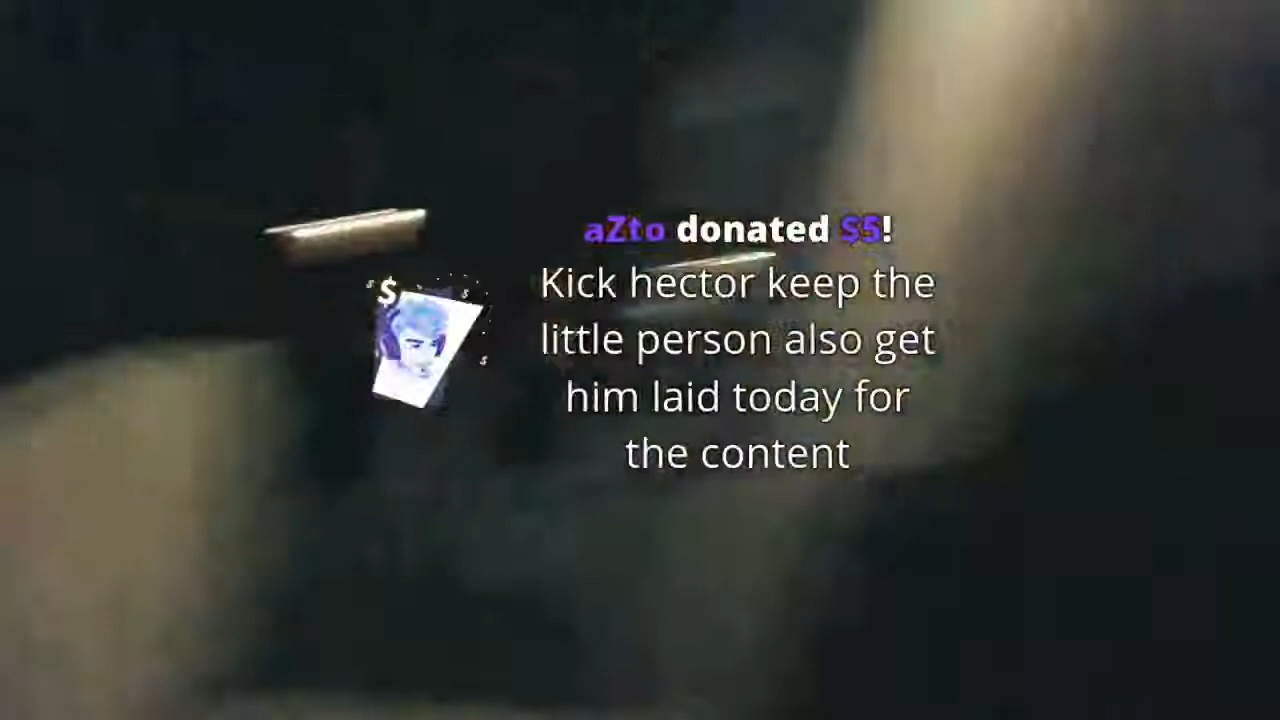 aZto donated $5!
Kick hector keep the
little person also get
him laid today for
the content